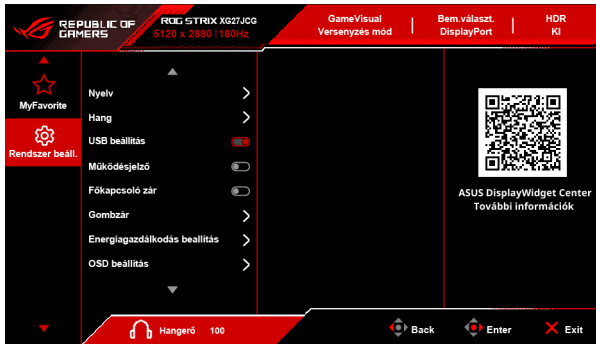 REPUBLIC OF
GAMERS
ROG STRIX XG27JCG
5120 x 2880 | 180Hz
GameVisual
Versenyzés mód
Bem.választ.
DisplayPort
HDR
KI
MyFavorite
Rendszer beáll.
Nyelv
Hang
USB beállítás
Működésjelző
Főkapcsoló zár
Gombzár
Energiagazdálkodás beallítás
OSD beállítás
ASUS DisplayWidget Center
További információk
Hangerő 100
Back
Enter
Exit